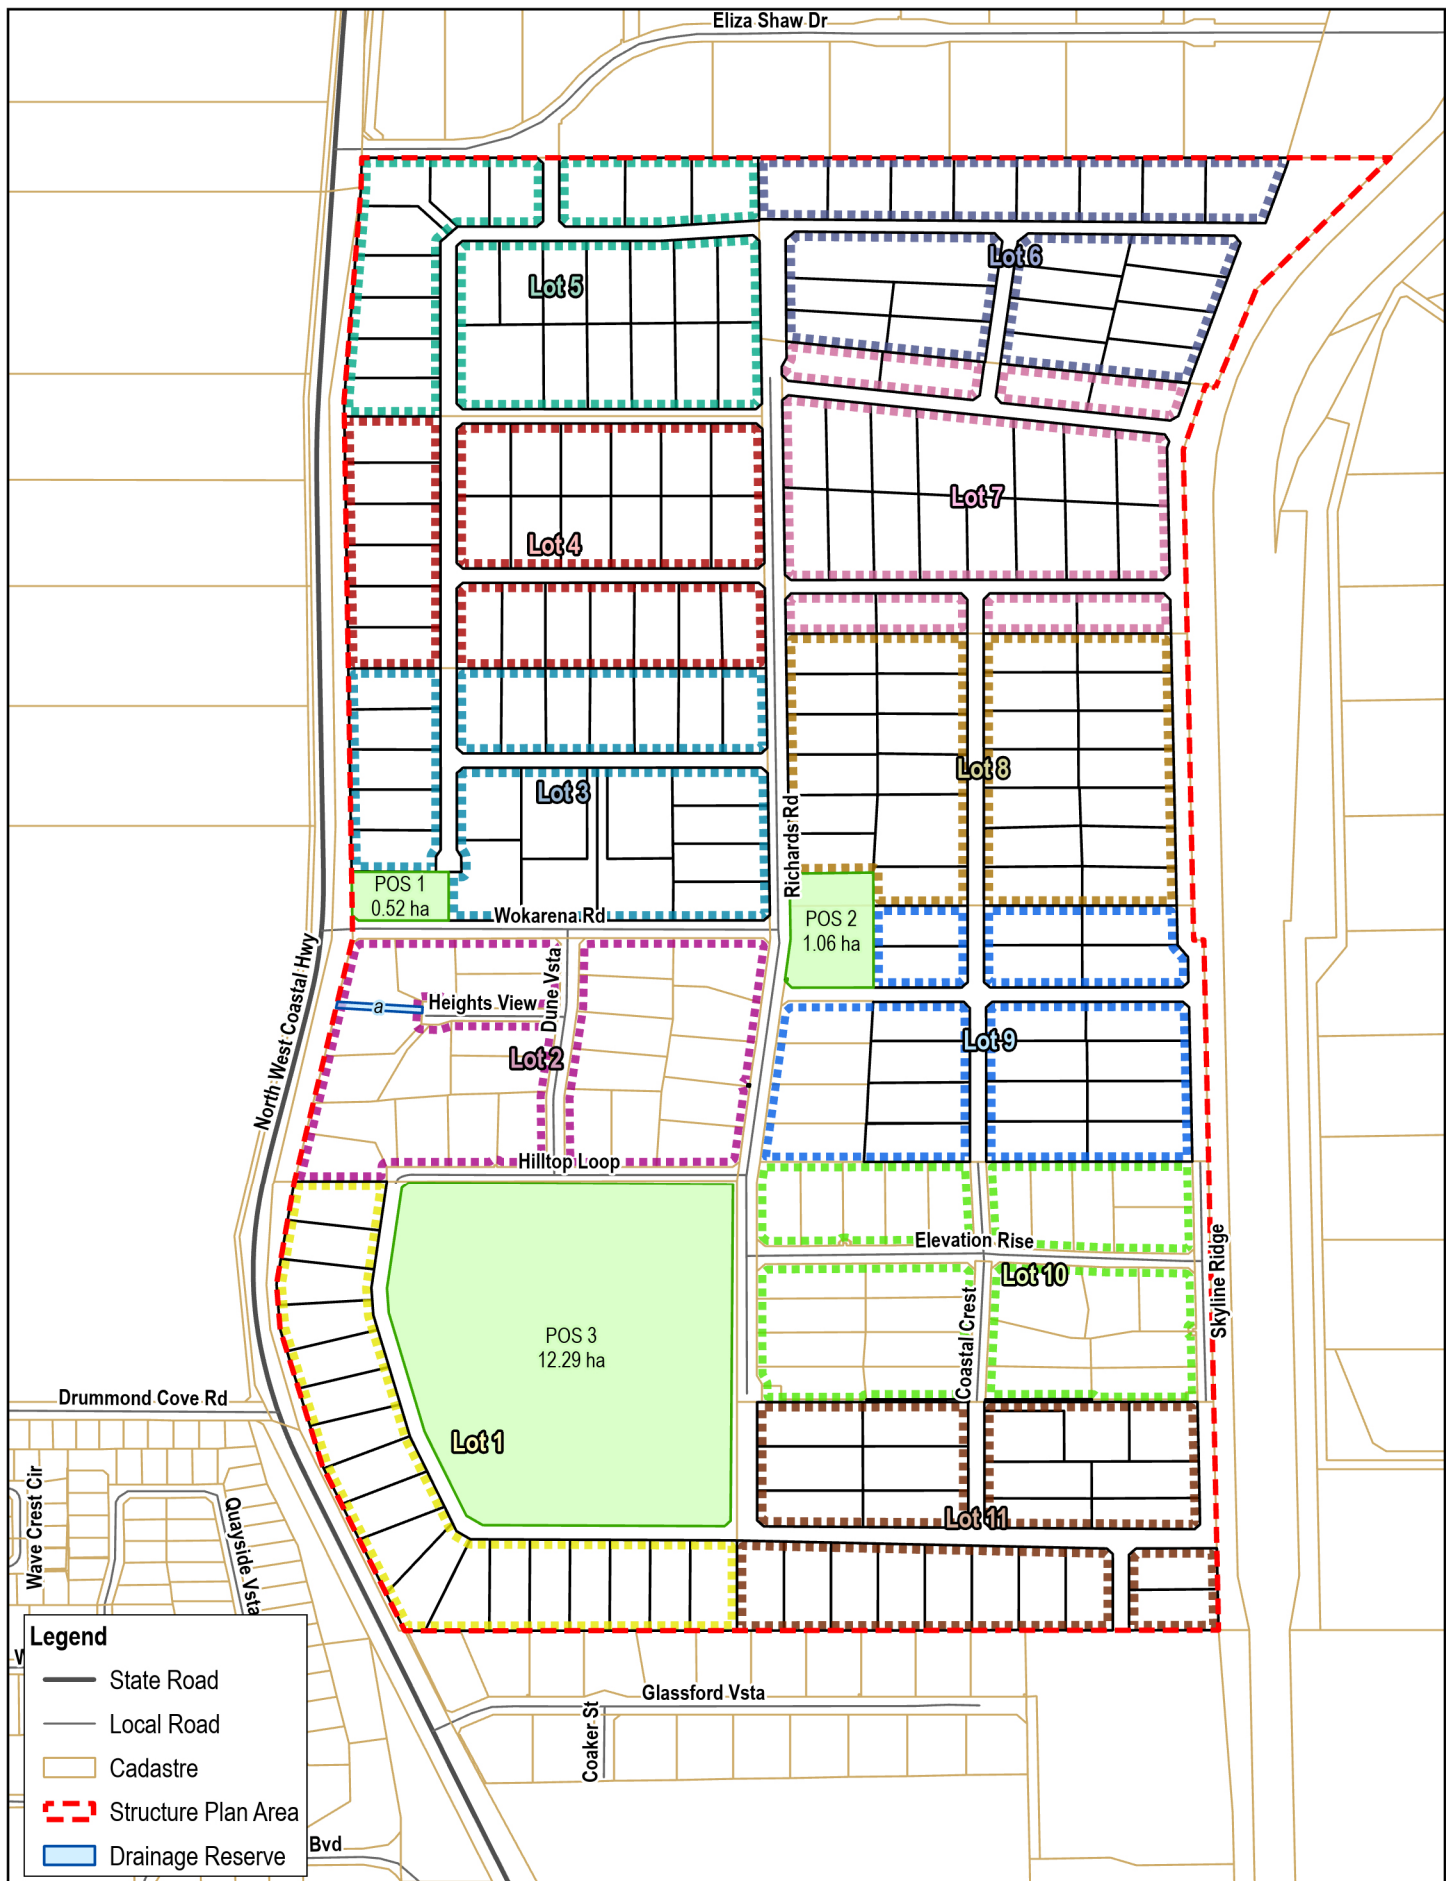 Eliza Shaw Dr
Lot 6
Lot 5
Lot 7
Lot 4
Lot 8
Lot 3
Richards Rd
POS 1
0.52 ha
POS 2
1.06 ha
Wokarena Rd
North West Coastal Hwy
a
Heights View
Dune Vsta
Lot 9
Lot 2
Hilltop Loop
Elevation Rise
Skyline Ridge
Lot 10
Coastal Crest
POS 3
12.29 ha
Drummond Cove Rd
Lot 1
Wave Crest Cir
Quayside Vsta
Lot 11
Glassford Vsta
Coaker St
W
Legend
State Road
Local Road
Cadastre
Structure Plan Area
Drainage Reserve
Bvd